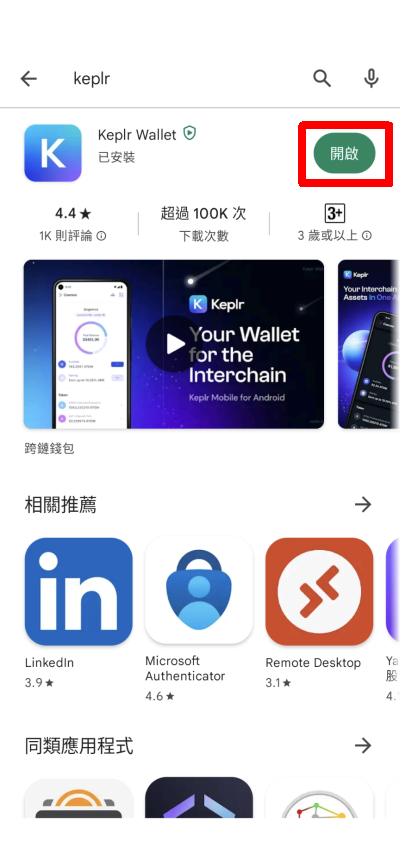 keplr
Keplr Wallet
已安裝
開啟
4.4★
1K 則評論
超過 100K 次
下載次數
3+
3 歲或以上
K
Keplr
Your Wallet
for the
Interchain
Keplr Mobile for Android
Keplr
Your Interchain
Assets In One
跨鏈錢包
相關推薦
in
LinkedIn
3.9★
Microsoft
Authenticator
4.6★
Remote Desktop
3.1★
同類應用程式